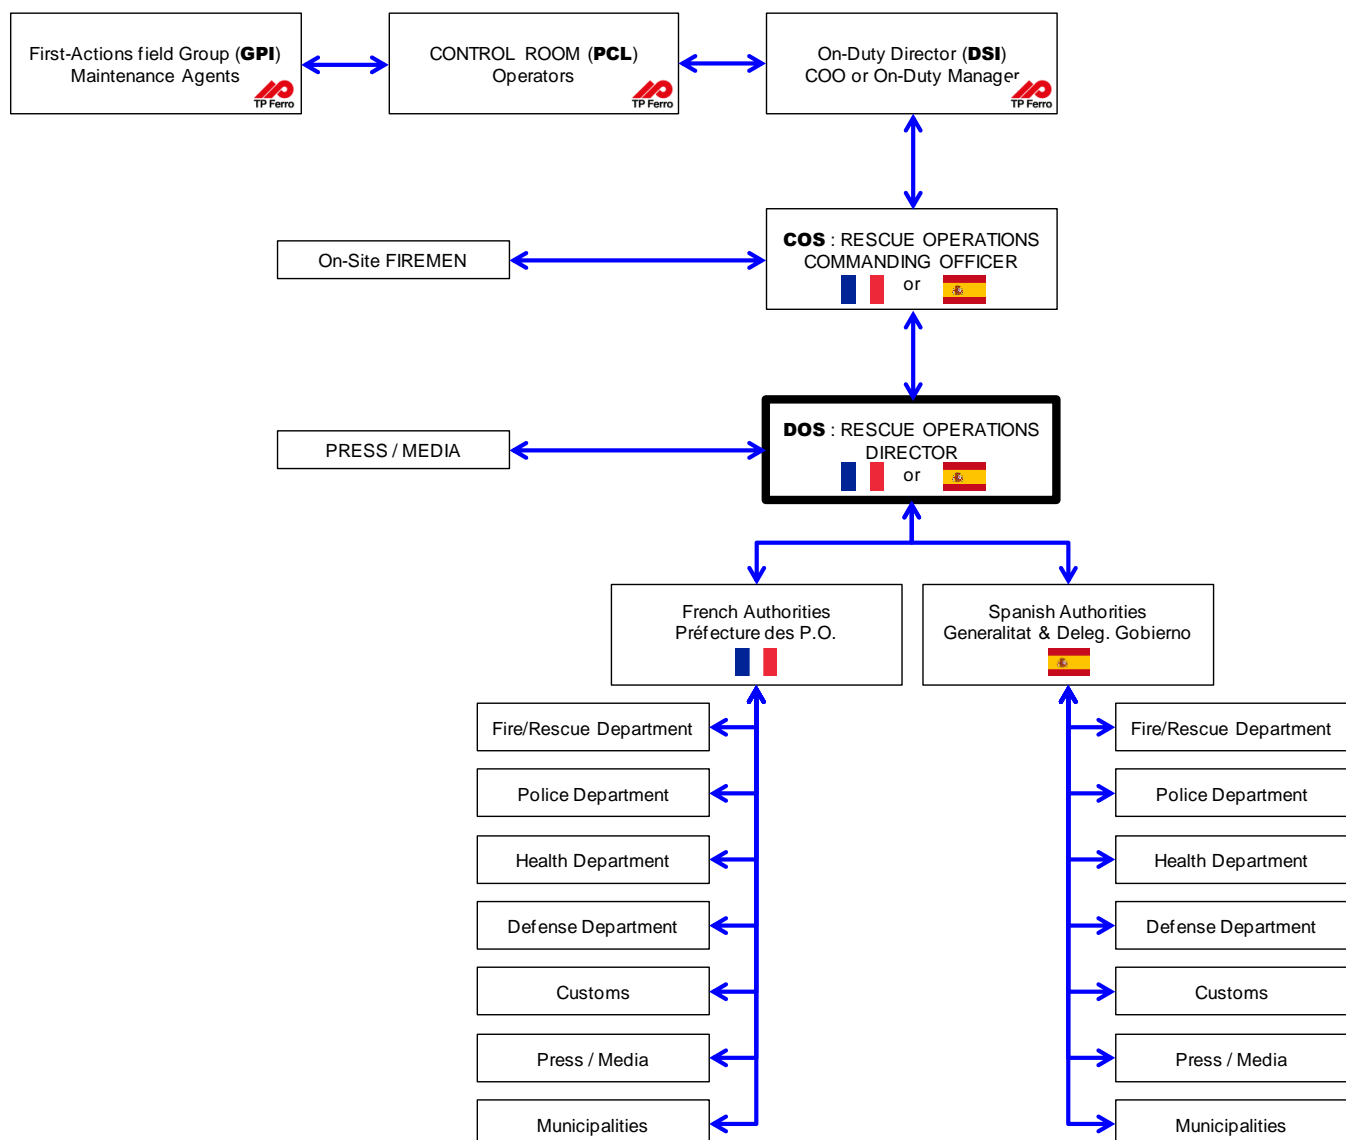 First-Actions field Group (GPI)
Maintenance Agents
TP Ferro
CONTROL ROOM (PCL)
Operators
TP Ferro
On-Duty Director (DSI)
COO or On-Duty Manager
TP Ferro
On-Site FIREMEN
COS : RESCUE OPERATIONS
COMMANDING OFFICER
or
PRESS / MEDIA
DOS : RESCUE OPERATIONS
DIRECTOR
or
French Authorities
Préfecture des P.O.
Spanish Authorities
Generalitat & Deleg. Gobierno
Fire/Rescue Department
Police Department
Health Department
Defense Department
Customs
Press / Media
Municipalities
Fire/Rescue Department
Police Department
Health Department
Defense Department
Customs
Press / Media
Municipalities